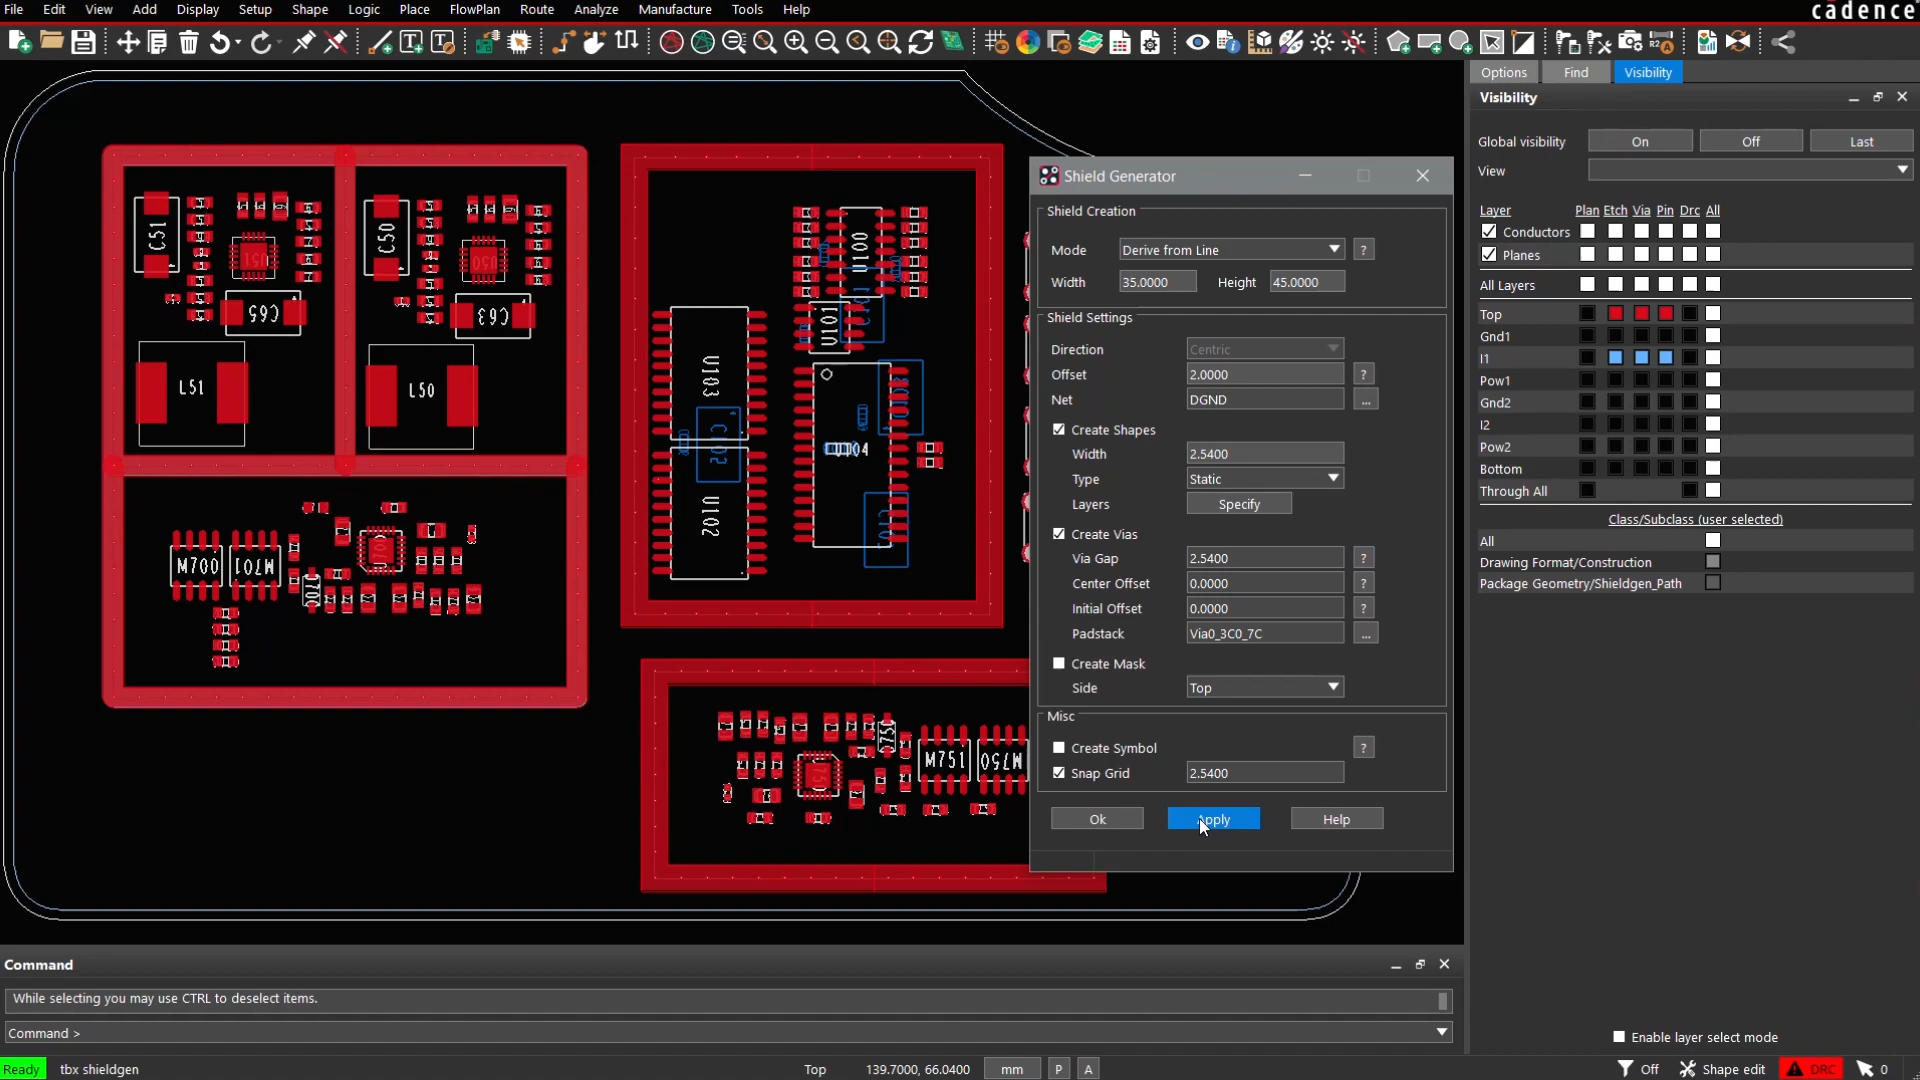 File Edit View Add Display Setup Shape Logic Place FlowPlan Route Analyze Manufacture Tools Help
cādence
Options Find Visibility
Visibility
Global visibility On Off Last
View
Layer Plan Etch Via Pin Drc All
Conductors
Planes
All Layers
Top
Gnd1
I1
Pow1
Gnd2
I2
Pow2
Bottom
Through All
Class/Subclass (user selected)
All
Drawing Format/Construction
Package Geometry/Shieldgen_Path
Enable layer select mode
Shield Generator
Shield Creation
Mode Derive from Line ?
Width 35.0000 Height 45.0000
Shield Settings
Direction Centric
Offset 2.0000 ?
Net DGND ...
Create Shapes
Width 2.5400
Type Static
Layers Specify
Create Vias
Via Gap 2.5400 ?
Center Offset 0.0000 ?
Initial Offset 0.0000 ?
Padstack Via0_3C0_7C ...
Create Mask
Side Top
Misc
Create Symbol ?
Snap Grid 2.5400
Ok Apply Help
C51
U51
C65
L51
C50
U50
C63
L50
M700
M701
U100
U101
U103
U102
C102
M751
M750
Command
While selecting you may use CTRL to deselect items.
Command >
Ready tbx shieldgen Top 139.7000, 66.0400 mm P A Off Shape edit DRC 0